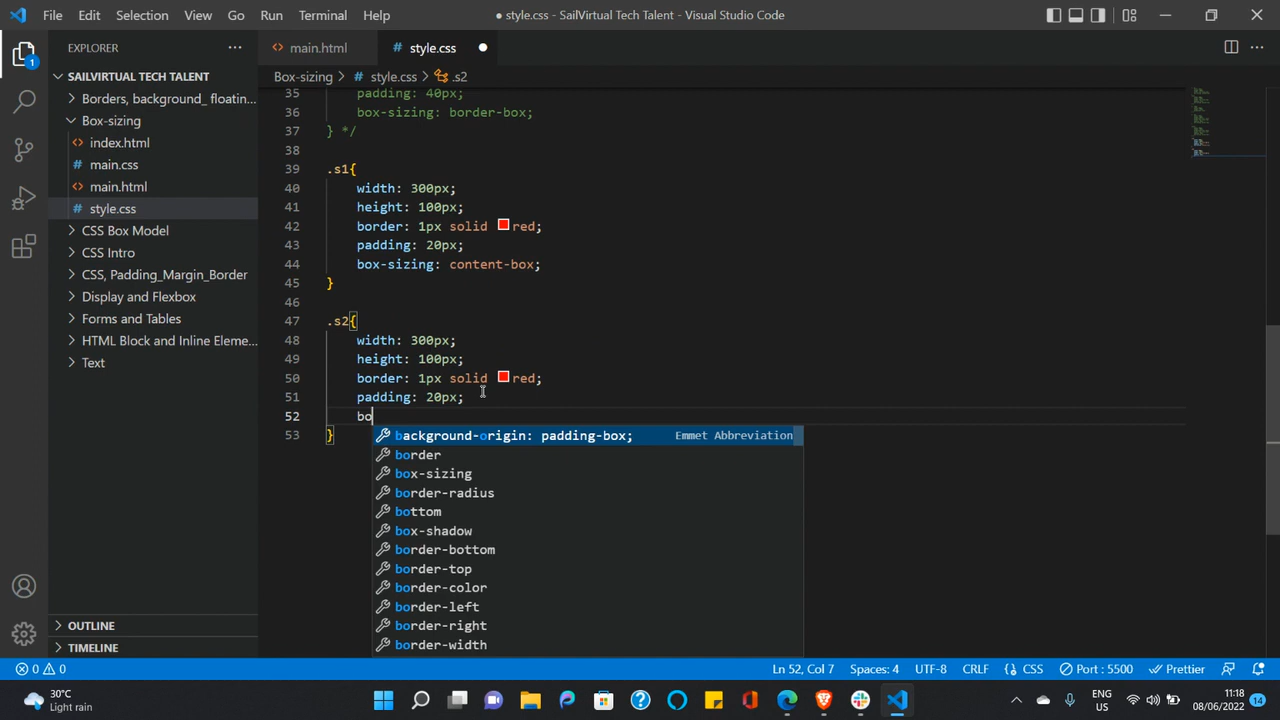 File Edit Selection View Go Run Terminal Help
● style.css - SailVirtual Tech Talent - Visual Studio Code
EXPLORER ···
main.html
# style.css ●
1
SAILVIRTUAL TECH TALENT
Borders, background_ floatin...
Box-sizing
<> index.html
# main.css
<> main.html
# style.css
CSS Box Model
CSS Intro
CSS, Padding_Margin_Border
Display and Flexbox
Forms and Tables
HTML Block and Inline Eleme...
Text
OUTLINE
TIMELINE
Box-sizing > # style.css > .s2
35 padding: 40px;
36 box-sizing: border-box;
37 } */
38
39 .s1{
40 width: 300px;
41 height: 100px;
42 border: 1px solid red;
43 padding: 20px;
44 box-sizing: content-box;
45 }
46
47 .s2{
48 width: 300px;
49 height: 100px;
50 border: 1px solid red;
51 padding: 20px;
52 bo
53 }
background-origin: padding-box; Emmet Abbreviation
border
box-sizing
border-radius
bottom
box-shadow
border-bottom
border-top
border-color
border-left
border-right
border-width
0 0 Ln 52, Col 7 Spaces: 4 UTF-8 CRLF {} CSS Port : 5500 Prettier
30°C
Light rain
ENG
US
11:18
08/06/2022
14